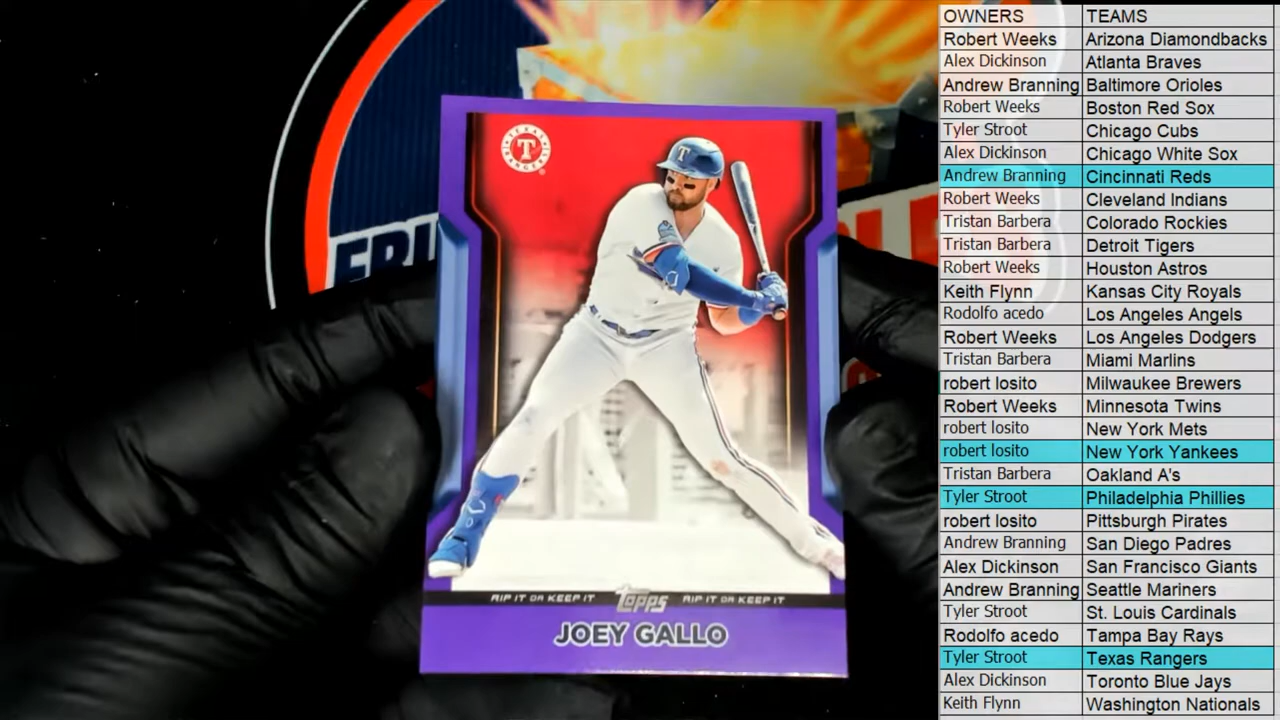 TEXAS
T
RANGERS
T
ERU
RIP IT OR KEEP IT Topps RIP IT OR KEEP IT
JOEY GALLO
OWNERS TEAMS
Robert Weeks Arizona Diamondbacks
Alex Dickinson Atlanta Braves
Andrew Branning Baltimore Orioles
Robert Weeks Boston Red Sox
Tyler Stroot Chicago Cubs
Alex Dickinson Chicago White Sox
Andrew Branning Cincinnati Reds
Robert Weeks Cleveland Indians
Tristan Barbera Colorado Rockies
Tristan Barbera Detroit Tigers
Robert Weeks Houston Astros
Keith Flynn Kansas City Royals
Rodolfo acedo Los Angeles Angels
Robert Weeks Los Angeles Dodgers
Tristan Barbera Miami Marlins
robert losito Milwaukee Brewers
Robert Weeks Minnesota Twins
robert losito New York Mets
robert losito New York Yankees
Tristan Barbera Oakland A's
Tyler Stroot Philadelphia Phillies
robert losito Pittsburgh Pirates
Andrew Branning San Diego Padres
Alex Dickinson San Francisco Giants
Andrew Branning Seattle Mariners
Tyler Stroot St. Louis Cardinals
Rodolfo acedo Tampa Bay Rays
Tyler Stroot Texas Rangers
Alex Dickinson Toronto Blue Jays
Keith Flynn Washington Nationals